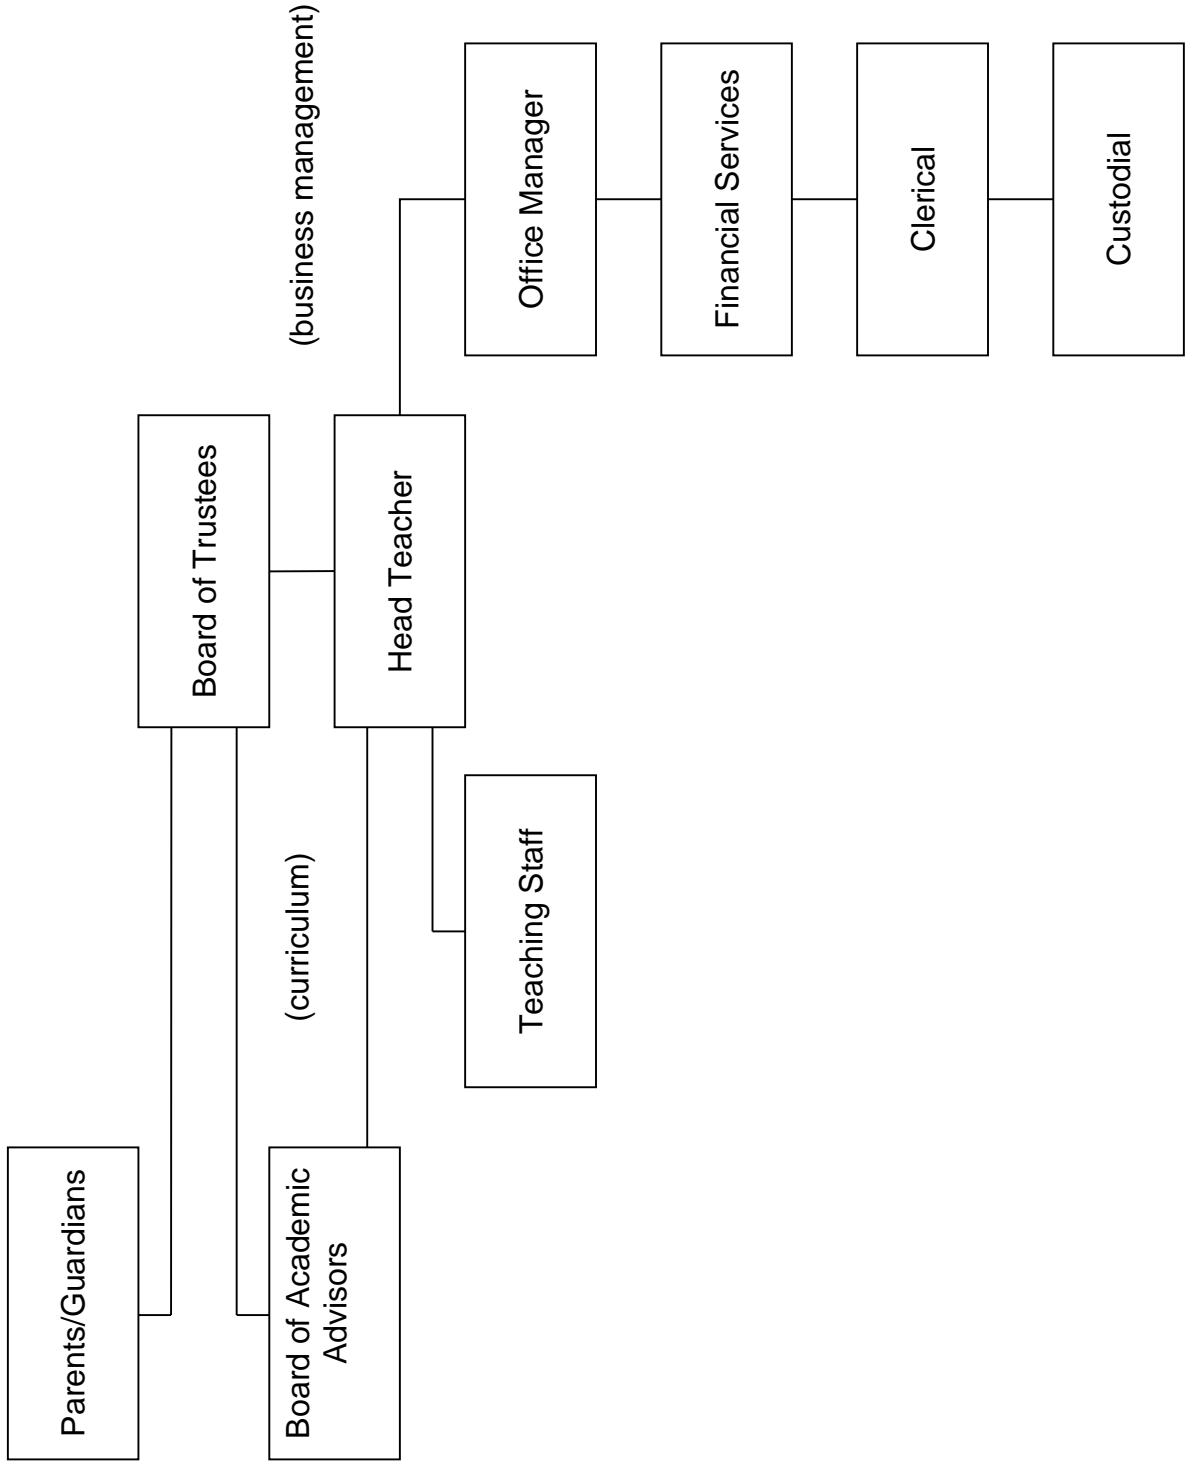 Parents/Guardians
Board of Trustees
Board of Academic
Advisors
(curriculum)
(business management)
Head Teacher
Teaching Staff
Office Manager
Financial Services
Clerical
Custodial